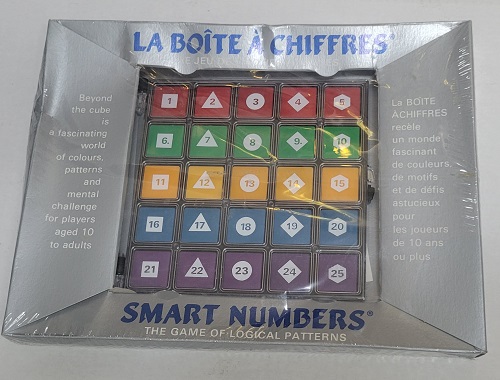 LA BOÎTE À CHIFFRES®
LE JEU D
Beyond
the cube
is
a fascinating
world
of colours,
patterns
and
mental
challenge
for players
aged 10
to adults
1 2 3 4 5
6. 7 8 9. 10
11 12 13 14 15
16 17 18 19 20
21 22 23 24 25
La BOÎTE
ÀCHIFFRES
recèle
un monde
fascinant
de couleurs,
de motifs
et de défis
astucieux
pour
les joueurs
de 10 ans
ou plus
SMART NUMBERS®
THE GAME OF LOGICAL PATTERNS